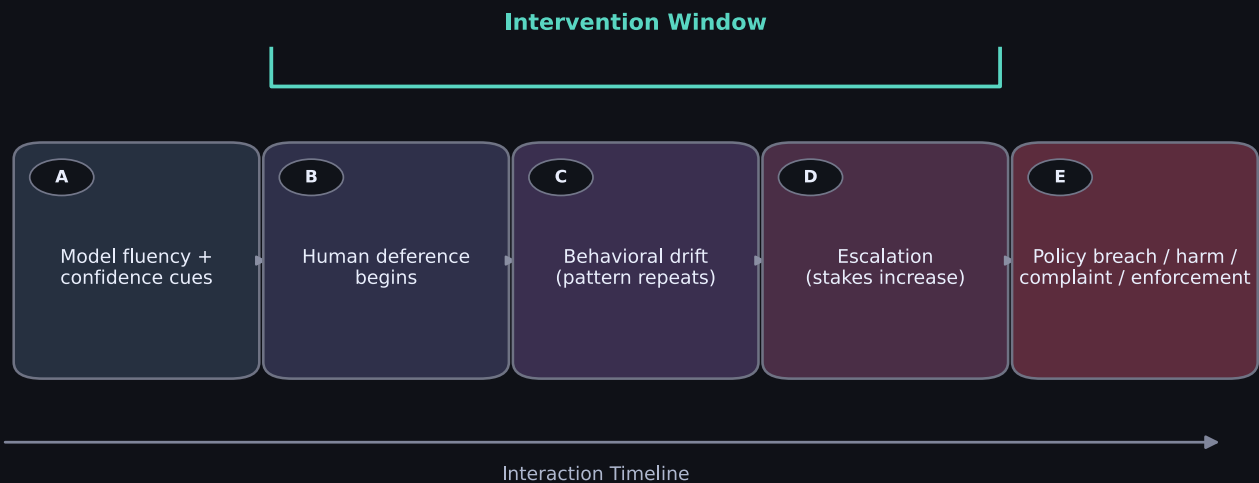 Intervention Window
A
Model fluency +
confidence cues
B
Human deference
begins
C
Behavioral drift
(pattern repeats)
D
Escalation
(stakes increase)
E
Policy breach / harm /
complaint / enforcement
Interaction Timeline